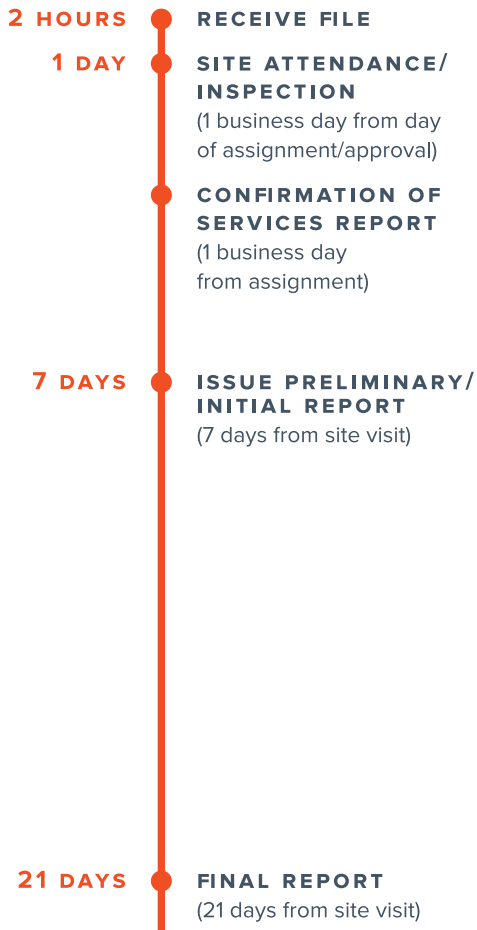 2 HOURS RECEIVE FILE
1 DAY SITE ATTENDANCE/
INSPECTION
(1 business day from day
of assignment/approval)
CONFIRMATION OF
SERVICES REPORT
(1 business day
from assignment)
7 DAYS ISSUE PRELIMINARY/
INITIAL REPORT
(7 days from site visit)
21 DAYS FINAL REPORT
(21 days from site visit)